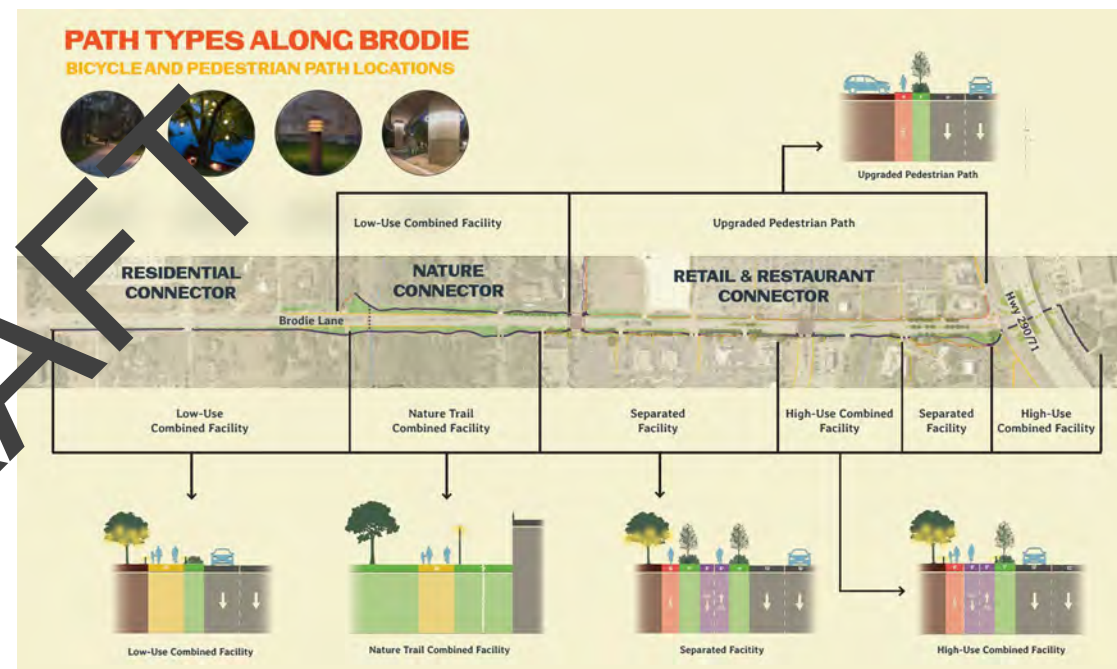 PATH TYPES ALONG BRODIE
BICYCLE AND PEDESTRIAN PATH LOCATIONS
Upgraded Pedestrian Path
Low-Use Combined Facility
Upgraded Pedestrian Path
RESIDENTIAL
CONNECTOR
NATURE
CONNECTOR
RETAIL & RESTAURANT
CONNECTOR
Brodie Lane
Hwy 290/71
Low-Use
Combined Facility
Nature Trail
Combined Facility
Separated
Facility
High-Use Combined
Facility
Separated
Facility
High-Use
Combined Facility
Low-Use Combined Facility
Nature Trail Combined Facility
Separated Facitity
High-Use Combined Facility
AFT